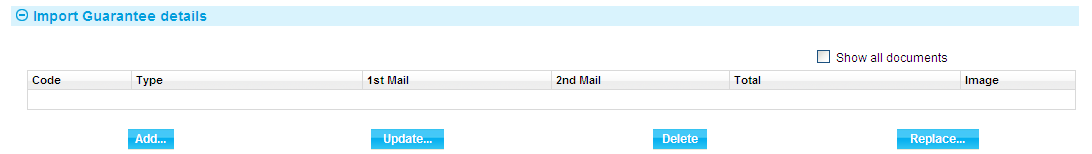 Import Guarantee details
Show all documents
Code Type 1st Mail 2nd Mail Total Image
Add... Update... Delete Replace...